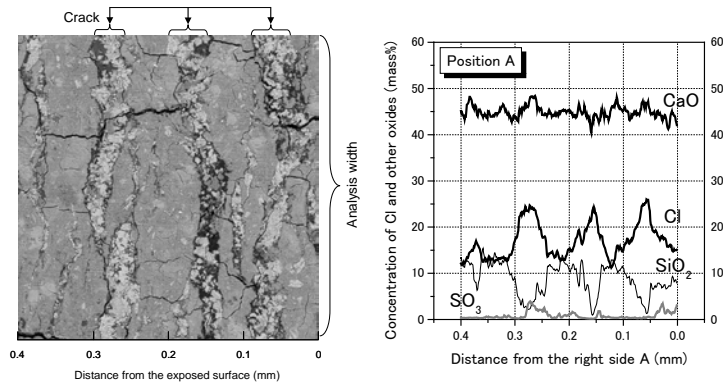 Crack
Analysis width
0.4 0.3 0.2 0.1 0
Distance from the exposed surface (mm)
Concentration of Cl and other oxides (mass%)
60 60
50 50
40 40
30 30
20 20
10 10
0 0
Position A
CaO
Cl
SiO2
SO3
0.4 0.3 0.2 0.1 0.0
Distance from the right side A (mm)